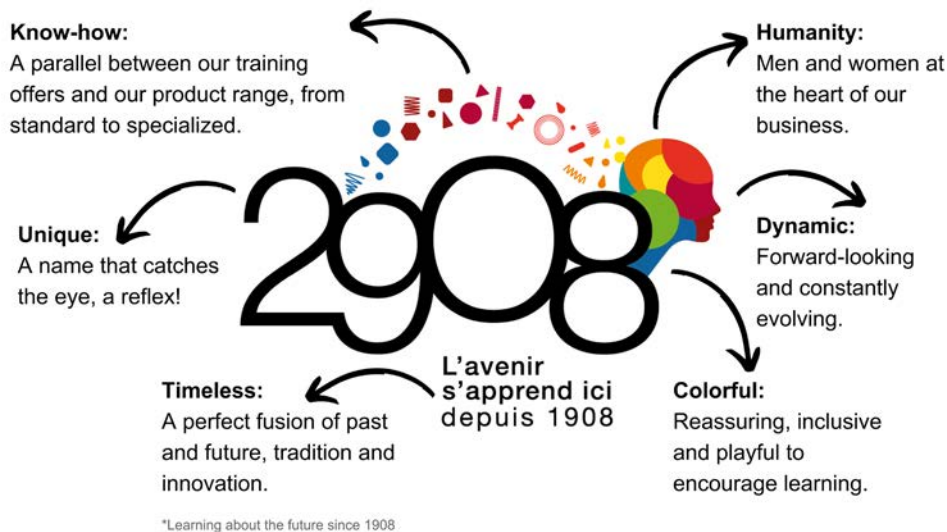 Know-how:
A parallel between our training
offers and our product range, from
standard to specialized.
Humanity:
Men and women at
the heart of our
business.
Unique:
A name that catches
the eye, a reflex!
2908
Dynamic:
Forward-looking
and constantly
evolving.
Timeless:
A perfect fusion of past
and future, tradition and
innovation.
L'avenir
s'apprend ici
depuis 1908
Colorful:
Reassuring, inclusive
and playful to
encourage learning.
*Learning about the future since 1908